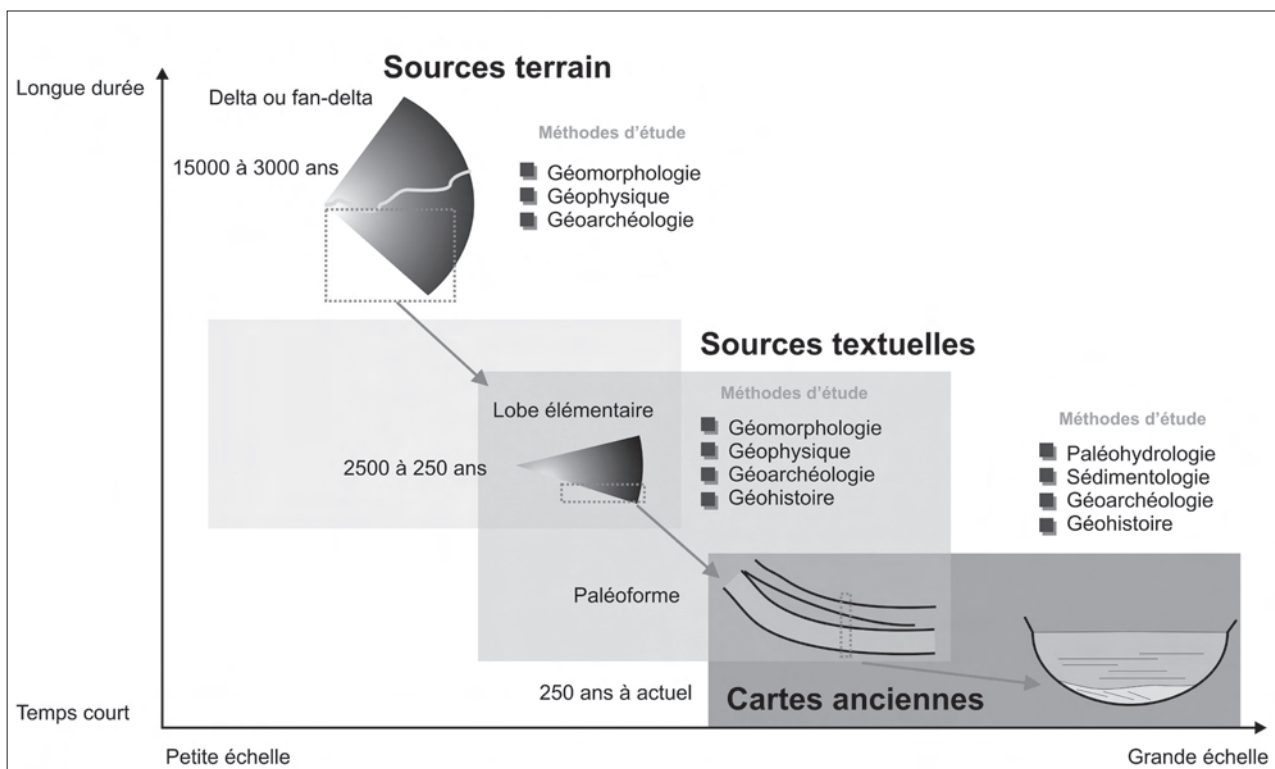 Sources terrain
Longue durée
Delta ou fan-delta
Méthodes d'étude
15000 à 3000 ans
Géomorphologie
Géophysique
Géoarchéologie
Sources textuelles
Lobe élémentaire
Méthodes d'étude
2500 à 250 ans
Géomorphologie
Géophysique
Géoarchéologie
Géohistoire
Méthodes d'étude
Paléohydrologie
Sédimentologie
Géoarchéologie
Géohistoire
Paléoforme
250 ans à actuel
Cartes anciennes
Temps court
Petite échelle
Grande échelle